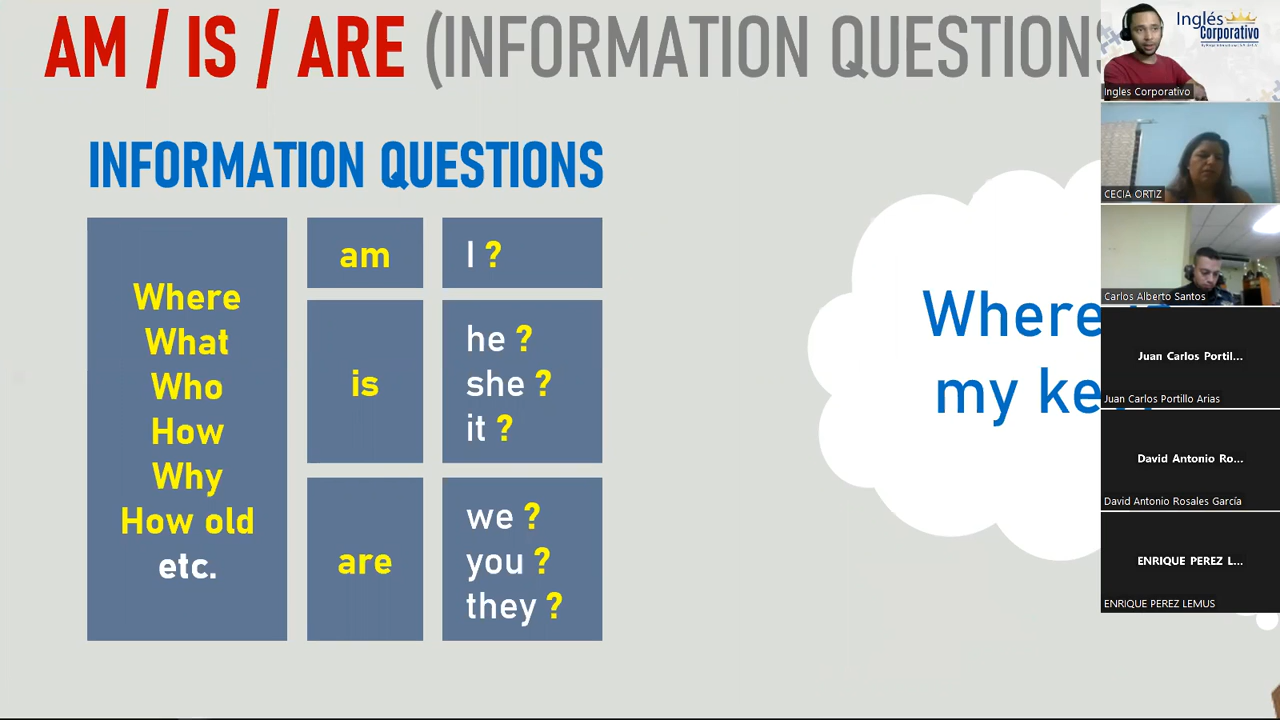 AM / IS / ARE (INFORMATION QUESTIONS
INFORMATION QUESTIONS
Where
What
Who
How
Why
How old
etc.
am
I ?
is
he ?
she ?
it ?
are
we ?
you ?
they ?
Where
my
Inglés
Corporativo
Ingles Corporativo
CECIA ORTIZ
Carlos Alberto Santos
Juan Carlos Portil...
Juan Carlos Portillo Arias
David Antonio Ro...
David Antonio Rosales García
ENRIQUE PEREZ L...
ENRIQUE PEREZ LEMUS